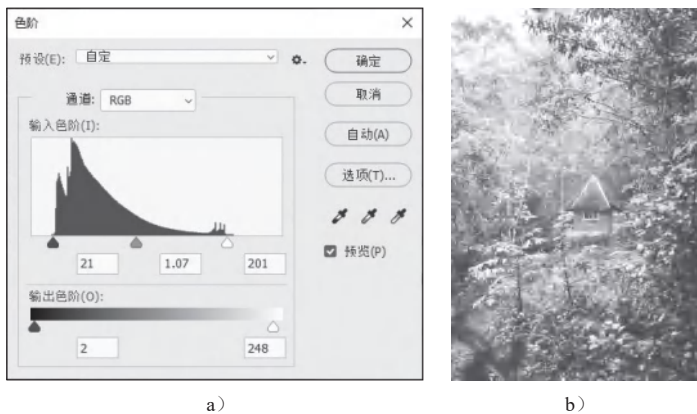 色阶
预设(E): 自定
确定
通道: RGB
取消
输入色阶(I):
自动(A)
选项(T)...
预览(P)
21 1.07 201
输出色阶(O):
2 248
a） b）